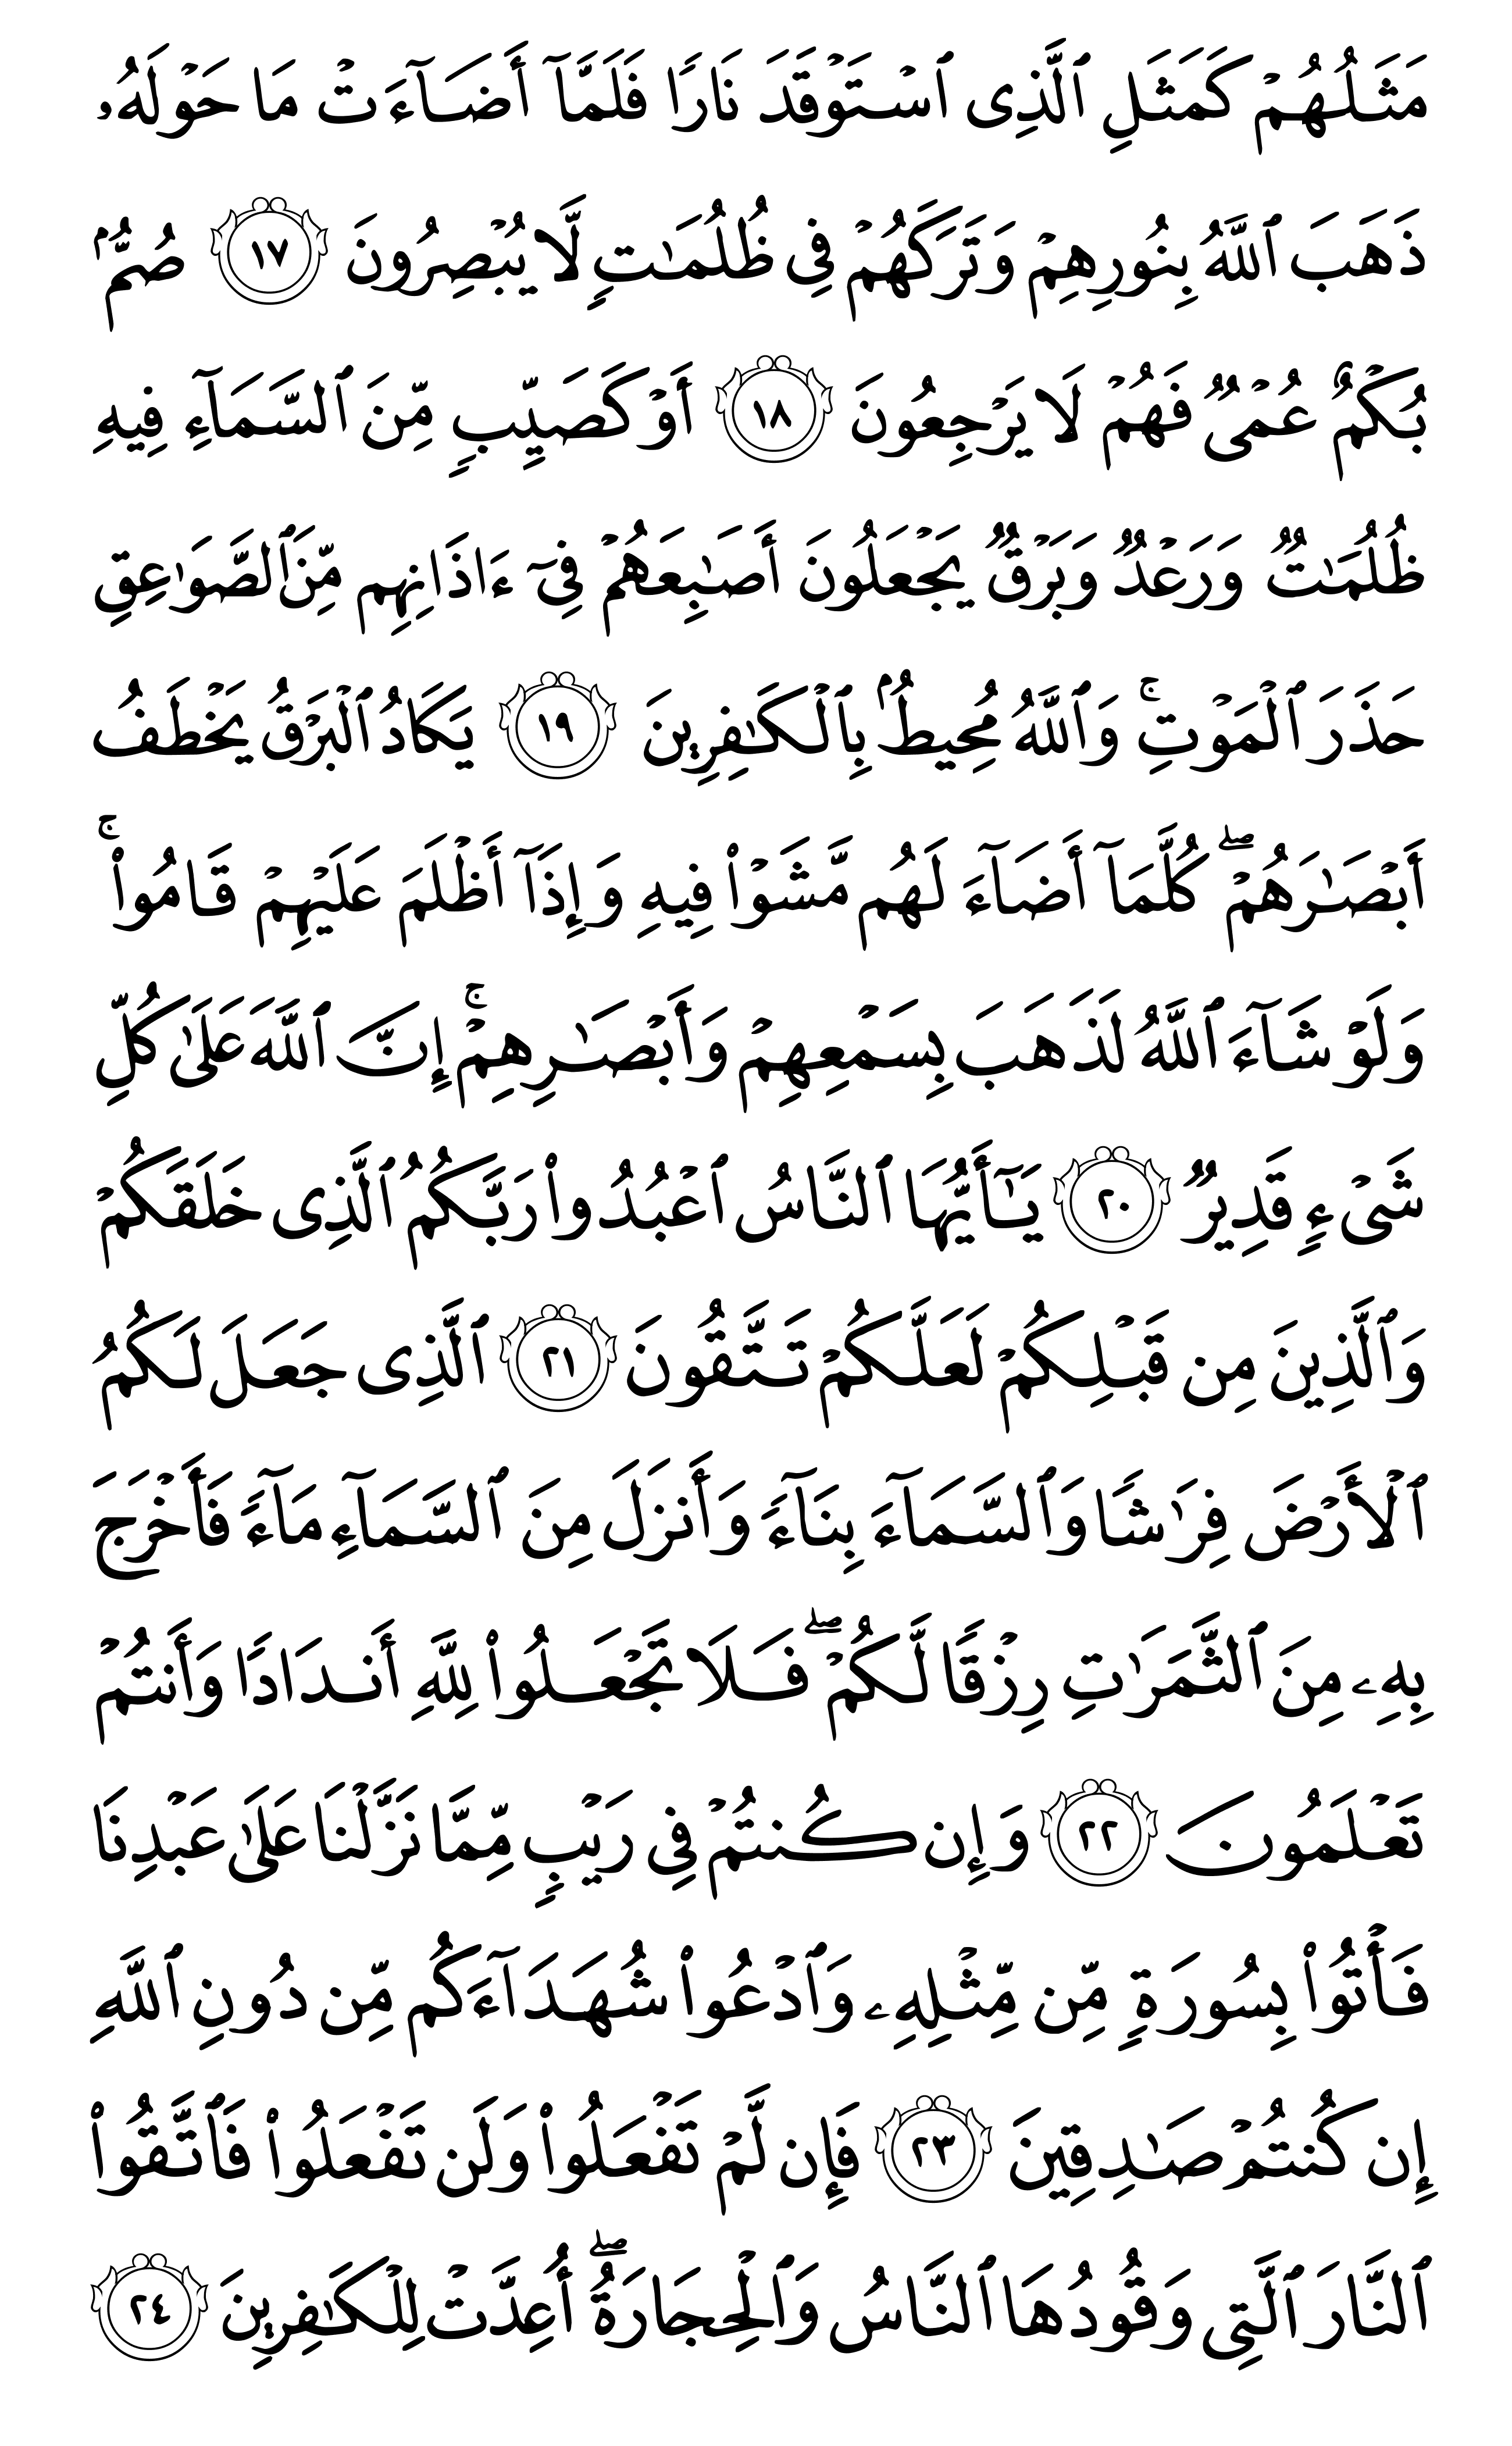 مَثَلُهُمْ كَمَثَلِ ٱلَّذِى ٱسْتَوْقَدَ نَارًا فَلَمَّآ أَضَآءَتْ مَا حَوْلَهُۥ
ذَهَبَ ٱللَّهُ بِنُورِهِمْ وَتَرَكَهُمْ فِى ظُلُمَٰتٍ لَّا يُبْصِرُونَ ١٧ صُمٌّۢ
بُكْمٌ عُمْىٌ فَهُمْ لَا يَرْجِعُونَ ١٨ أَوْ كَصَيِّبٍ مِّنَ ٱلسَّمَآءِ فِيهِ
ظُلُمَٰتٌ وَرَعْدٌ وَبَرْقٌ يَجْعَلُونَ أَصَٰبِعَهُمْ فِىٓ ءَاذَانِهِم مِّنَ ٱلصَّوَٰعِقِ
حَذَرَ ٱلْمَوْتِ ۚ وَٱللَّهُ مُحِيطٌۢ بِٱلْكَٰفِرِينَ ١٩ يَكَادُ ٱلْبَرْقُ يَخْطَفُ
أَبْصَٰرَهُمْ ۖ كُلَّمَآ أَضَآءَ لَهُم مَّشَوْا۟ فِيهِ وَإِذَآ أَظْلَمَ عَلَيْهِمْ قَامُوا۟ ۚ
وَلَوْ شَآءَ ٱللَّهُ لَذَهَبَ بِسَمْعِهِمْ وَأَبْصَٰرِهِمْ ۚ إِنَّ ٱللَّهَ عَلَىٰ كُلِّ
شَىْءٍ قَدِيرٌ ٢٠ يَٰٓأَيُّهَا ٱلنَّاسُ ٱعْبُدُوا۟ رَبَّكُمُ ٱلَّذِى خَلَقَكُمْ
وَٱلَّذِينَ مِن قَبْلِكُمْ لَعَلَّكُمْ تَتَّقُونَ ٢١ ٱلَّذِى جَعَلَ لَكُمُ
ٱلْأَرْضَ فِرَٰشًا وَٱلسَّمَآءَ بِنَآءً وَأَنزَلَ مِنَ ٱلسَّمَآءِ مَآءً فَأَخْرَجَ
بِهِۦ مِنَ ٱلثَّمَرَٰتِ رِزْقًا لَّكُمْ ۖ فَلَا تَجْعَلُوا۟ لِلَّهِ أَندَادًا وَأَنتُمْ
تَعْلَمُونَ ٢٢ وَإِن كُنتُمْ فِى رَيْبٍ مِّمَّا نَزَّلْنَا عَلَىٰ عَبْدِنَا
فَأْتُوا۟ بِسُورَةٍ مِّن مِّثْلِهِۦ وَٱدْعُوا۟ شُهَدَآءَكُم مِّن دُونِ ٱللَّهِ
إِن كُنتُمْ صَٰدِقِينَ ٢٣ فَإِن لَّمْ تَفْعَلُوا۟ وَلَن تَفْعَلُوا۟ فَٱتَّقُوا۟
ٱلنَّارَ ٱلَّتِى وَقُودُهَا ٱلنَّاسُ وَٱلْحِجَارَةُ ۖ أُعِدَّتْ لِلْكَٰفِرِينَ ٢٤